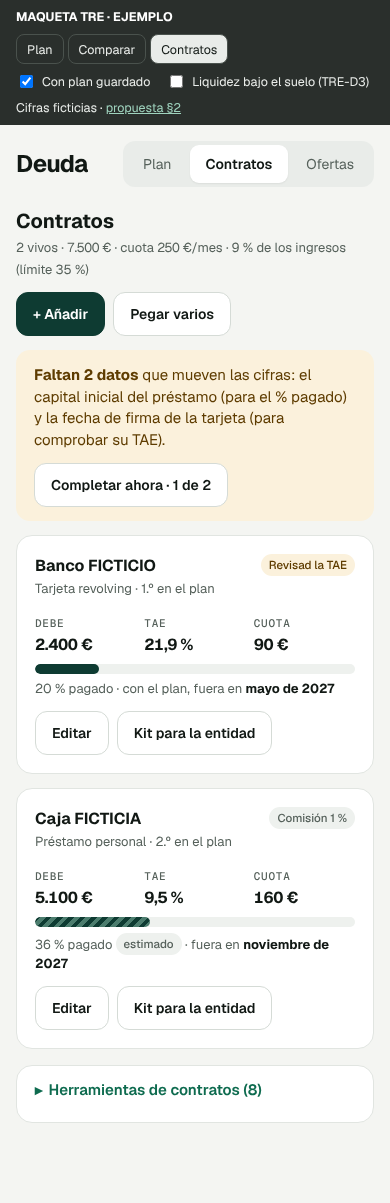 MAQUETA TRE · EJEMPLO
Plan Comparar Contratos
Con plan guardado Liquidez bajo el suelo (TRE-D3)
Cifras ficticias · propuesta §2
Deuda Plan Contratos Ofertas
Contratos
2 vivos · 7.500 € · cuota 250 €/mes · 9 % de los ingresos
(límite 35 %)
+ Añadir Pegar varios
Faltan 2 datos que mueven las cifras: el
capital inicial del préstamo (para el % pagado)
y la fecha de firma de la tarjeta (para
comprobar su TAE).
Completar ahora · 1 de 2
Banco FICTICIO Revisad la TAE
Tarjeta revolving · 1.º en el plan
DEBE TAE CUOTA
2.400 € 21,9 % 90 €
20 % pagado · con el plan, fuera en mayo de 2027
Editar Kit para la entidad
Caja FICTICIA Comisión 1 %
Préstamo personal · 2.º en el plan
DEBE TAE CUOTA
5.100 € 9,5 % 160 €
36 % pagado estimado · fuera en noviembre de
2027
Editar Kit para la entidad
▸ Herramientas de contratos (8)